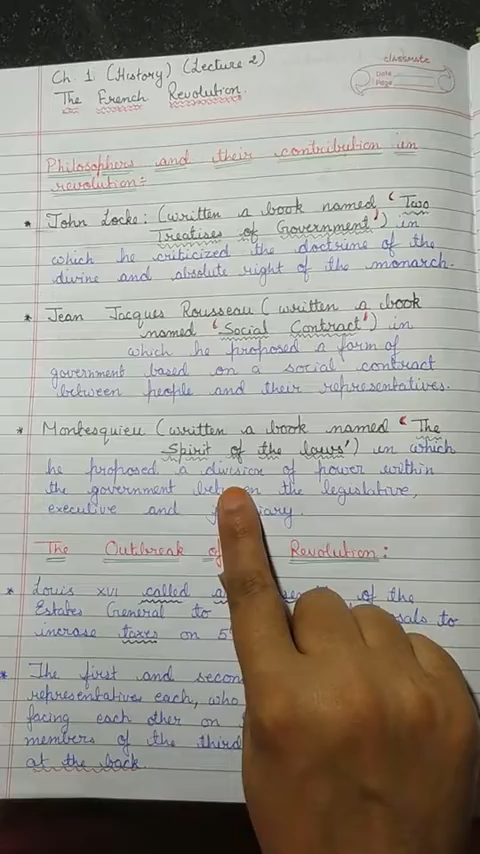 Ch 1 (History) (Lecture 2)
The French Revolution.
classmate
Date
Page
Philosophers and their contribution in
revolution:-
* John Locke: (written a book named "Two
Treatises of Government") in
which he criticized the doctrine of the
divine and absolute right of the monarch.
* Jean Jacques Rousseau (written a book
named "Social Contract") in
which he proposed a form of
government based on a social contract
between people and their representatives.
* Montesquieu (written a book named "The
Spirit of the laws") in which
he proposed a division of power within
the government the legislative,
executive and
The Outbreak of Revolution:
* Louis XVI called of the
Estates General to to
increase taxes on
* The first and
representatives each, who
facing each other on
members of the third
at the back.